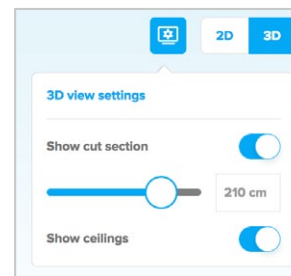 2D 3D
3D view settings
Show cut section
210 cm
Show ceilings